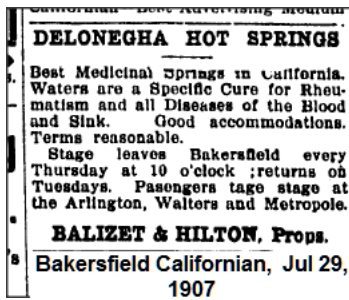 DELONEGHA HOT SPRINGS
Best Medicinal Springs in California.
Waters are a Specific Cure for Rheu-
matism and all Diseases of the Blood
and Sink. Good accommodations.
Terms reasonable.
Stage leaves Bakersfield every
Thursday at 10 o'clock ;returns on
Tuesdays. Pasengers tage stage at
the Arlington, Walters and Metropole.
BALIZET & HILTON, Props.
Bakersfield Californian, Jul 29,
1907